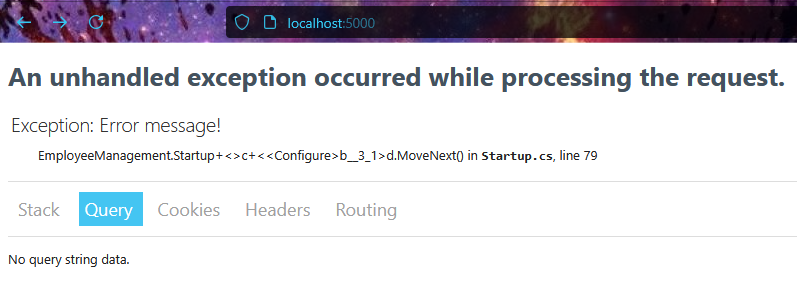 localhost:5000
An unhandled exception occurred while processing the request.
Exception: Error message!
EmployeeManagement.Startup+<>c+<<Configure>b__3_1>d.MoveNext() in Startup.cs, line 79
Stack Query Cookies Headers Routing
No query string data.